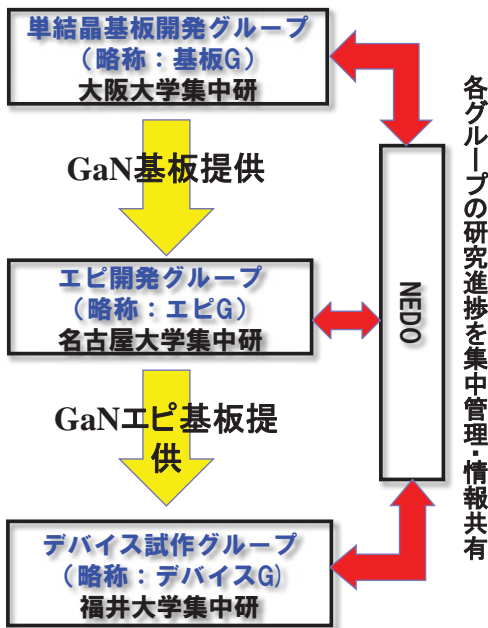 単結晶基板開発グループ
（略称：基板G）
大阪大学集中研
GaN基板提供
エピ開発グループ
（略称：エピG）
名古屋大学集中研
GaNエピ基板提
供
デバイス試作グループ
（略称：デバイスG)
福井大学集中研
NEDO
各グループの研究進捗を集中管理・情報共有